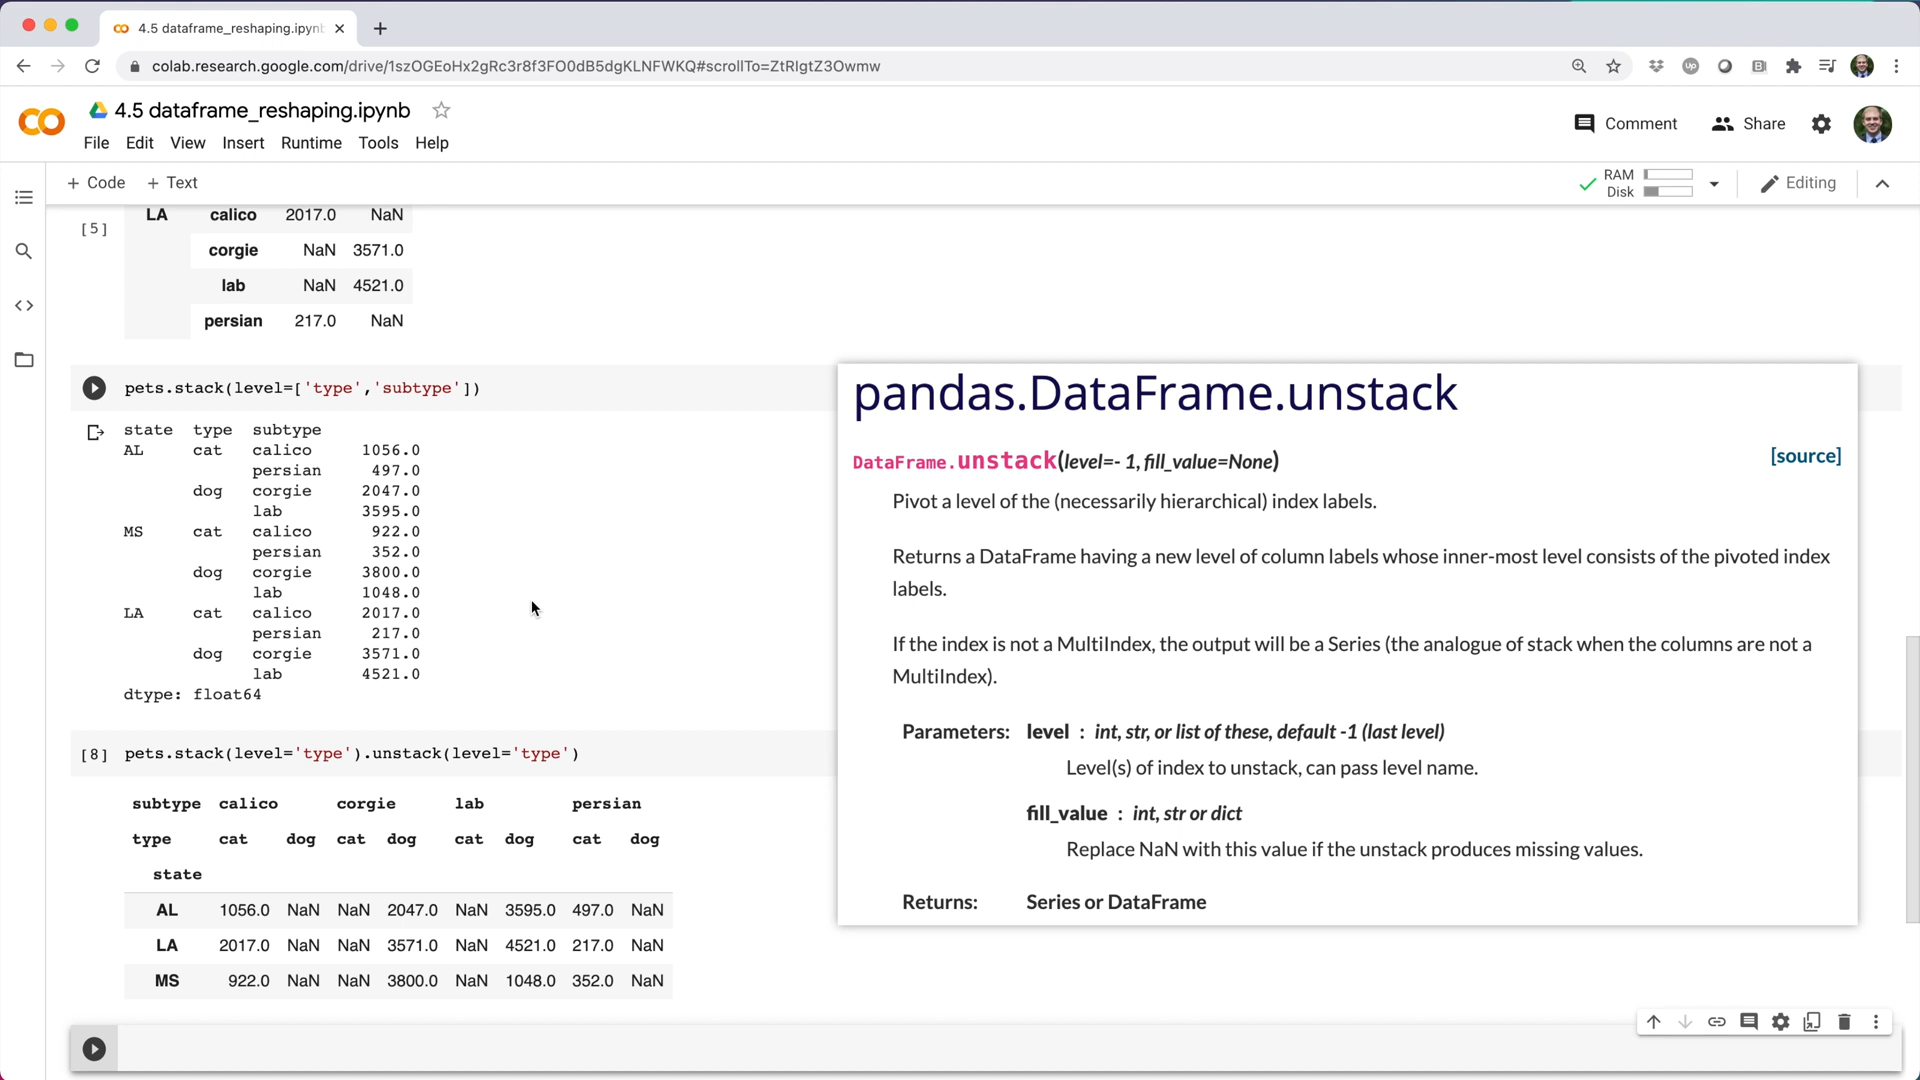 4.5 dataframe_reshaping.ipynb
colab.research.google.com/drive/1szOGEoHx2gRc3r8f3FO0dB5dgKLNFWKQ#scrollTo=ZtRIgtZ3Owmw
4.5 dataframe_reshaping.ipynb
File Edit View Insert Runtime Tools Help
Comment Share
+ Code + Text
RAM
Disk
Editing
[5]
LA calico 2017.0 NaN
corgie NaN 3571.0
lab NaN 4521.0
persian 217.0 NaN
pets.stack(level=['type','subtype'])
state type subtype
AL cat calico 1056.0
persian 497.0
dog corgie 2047.0
lab 3595.0
MS cat calico 922.0
persian 352.0
dog corgie 3800.0
lab 1048.0
LA cat calico 2017.0
persian 217.0
dog corgie 3571.0
lab 4521.0
dtype: float64
[8] pets.stack(level='type').unstack(level='type')
subtype calico corgie lab persian
type cat dog cat dog cat dog cat dog
state
AL 1056.0 NaN NaN 2047.0 NaN 3595.0 497.0 NaN
LA 2017.0 NaN NaN 3571.0 NaN 4521.0 217.0 NaN
MS 922.0 NaN NaN 3800.0 NaN 1048.0 352.0 NaN
pandas.DataFrame.unstack
DataFrame.unstack(level=- 1, fill_value=None)
[source]
Pivot a level of the (necessarily hierarchical) index labels.
Returns a DataFrame having a new level of column labels whose inner-most level consists of the pivoted index
labels.
If the index is not a MultiIndex, the output will be a Series (the analogue of stack when the columns are not a
MultiIndex).
Parameters: level : int, str, or list of these, default -1 (last level)
Level(s) of index to unstack, can pass level name.
fill_value : int, str or dict
Replace NaN with this value if the unstack produces missing values.
Returns: Series or DataFrame